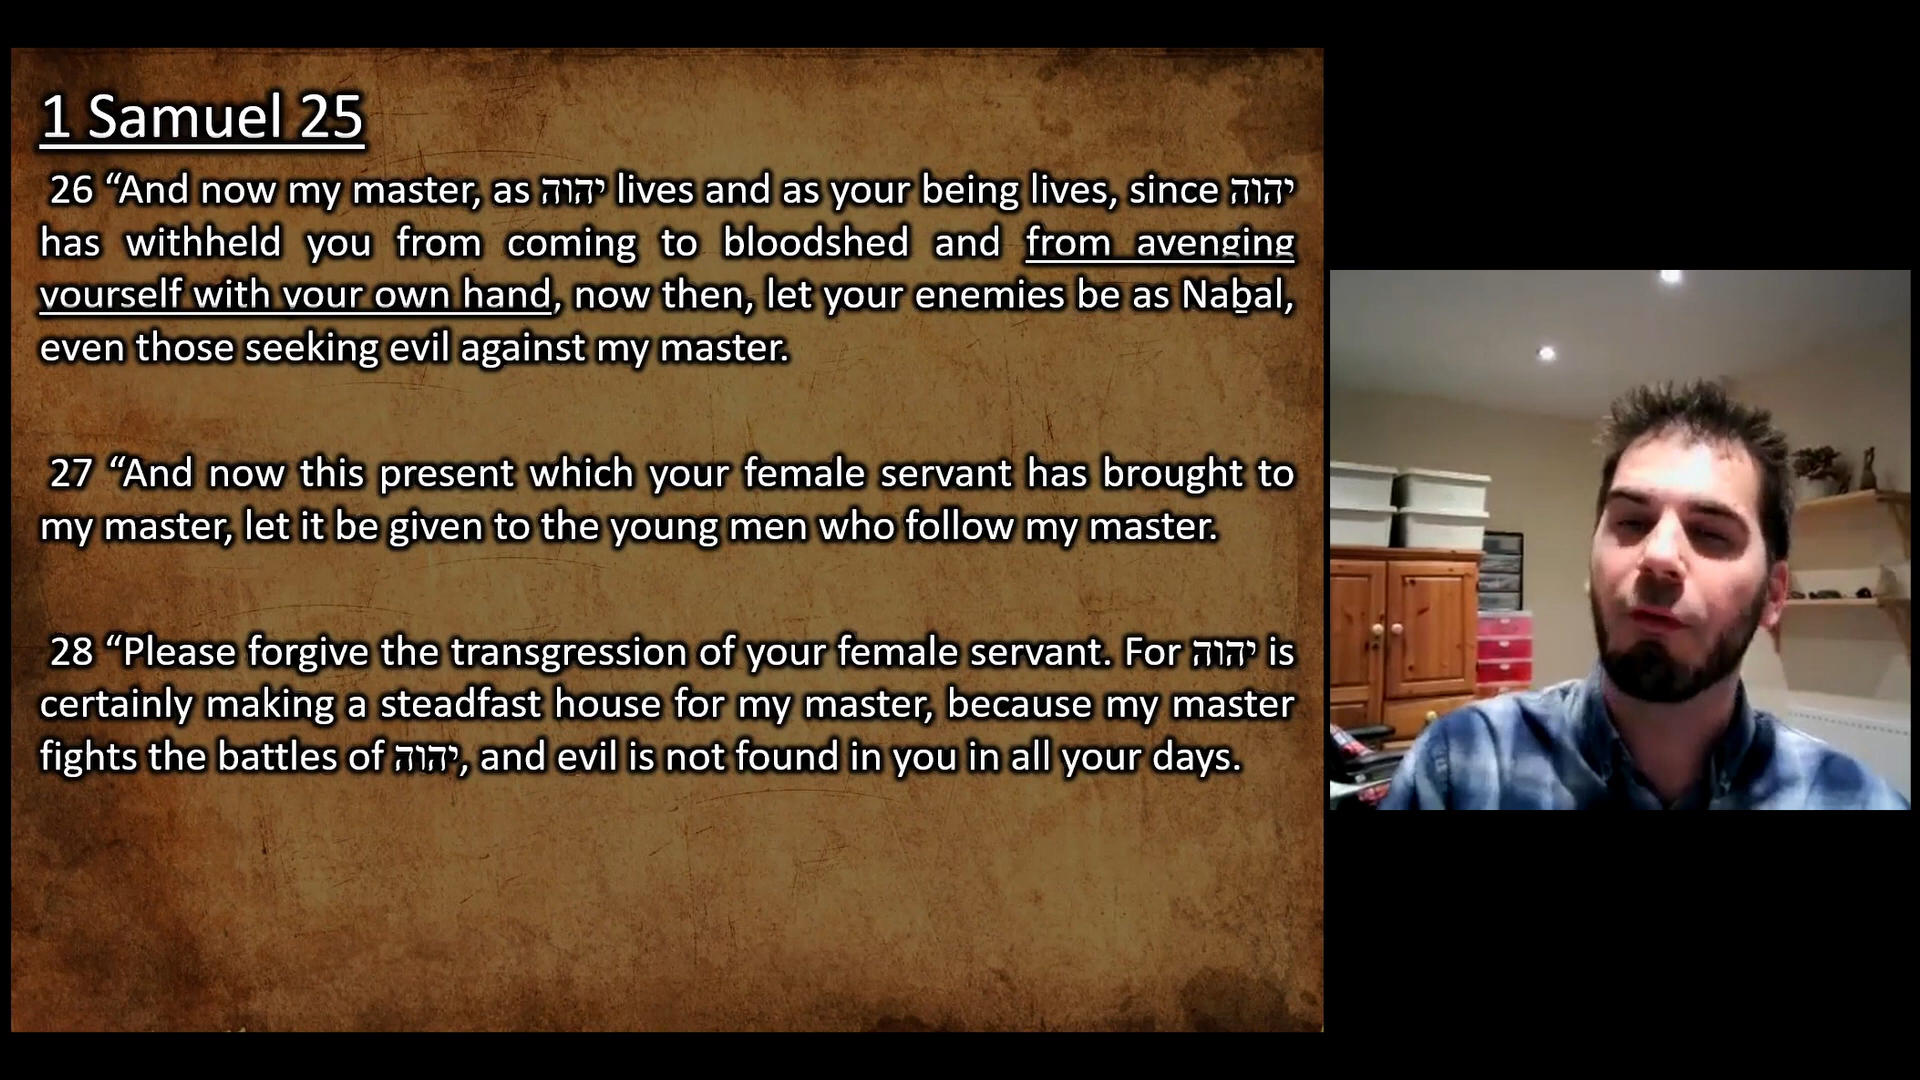 1 Samuel 25
26 “And now my master, as יהוה lives and as your being lives, since יהוה
has withheld you from coming to bloodshed and from avenging
yourself with your own hand, now then, let your enemies be as Naḇal,
even those seeking evil against my master.
27 “And now this present which your female servant has brought to
my master, let it be given to the young men who follow my master.
28 “Please forgive the transgression of your female servant. For יהוה is
certainly making a steadfast house for my master, because my master
fights the battles of יהוה, and evil is not found in you in all your days.